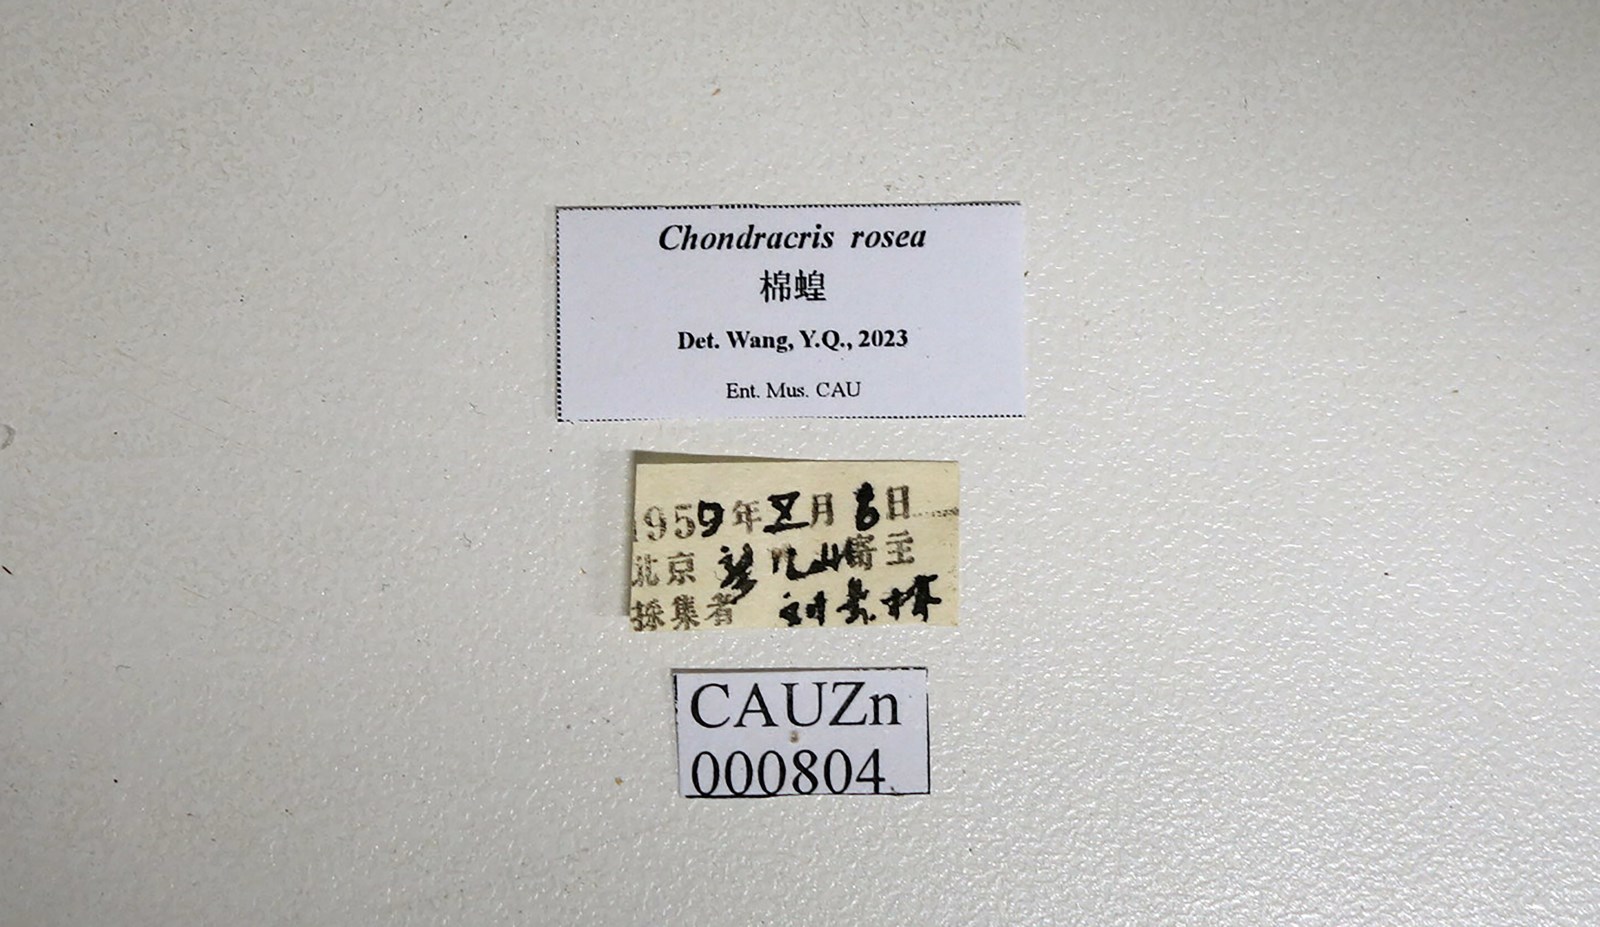 Chondracris rosea
棉蝗
Det. Wang, Y.Q., 2023
Ent. Mus. CAU
1959年 月 日
北京 寄主
採集者
CAUZn
000804